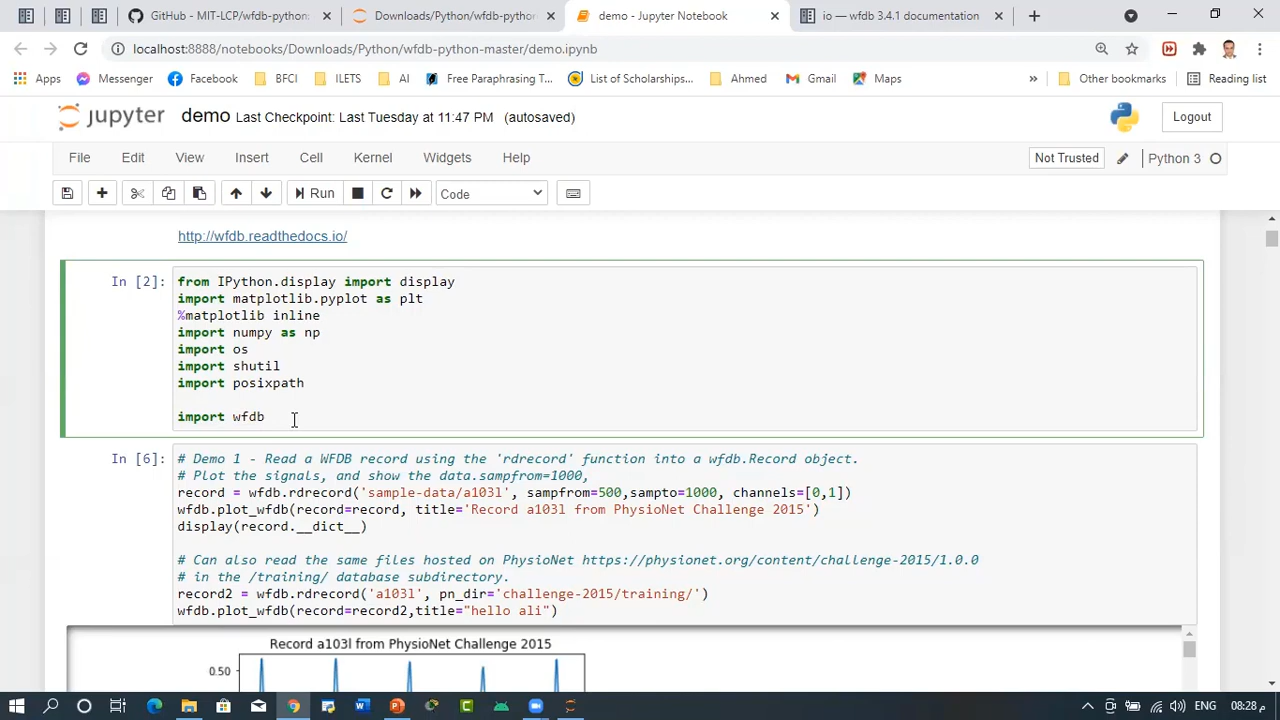 GitHub - MIT-LCP/wfdb-python:
Downloads/Python/wfdb-python
demo - Jupyter Notebook
io — wfdb 3.4.1 documentation
localhost:8888/notebooks/Downloads/Python/wfdb-python-master/demo.ipynb
Apps
Messenger
Facebook
BFCI
ILETS
AI
Free Paraphrasing T...
List of Scholarships...
Ahmed
Gmail
Maps
»
Other bookmarks
Reading list
jupyter
demo Last Checkpoint: Last Tuesday at 11:47 PM (autosaved)
Logout
File
Edit
View
Insert
Cell
Kernel
Widgets
Help
Not Trusted
Python 3
Run
Code
http://wfdb.readthedocs.io/
In [2]:
from IPython.display import display
import matplotlib.pyplot as plt
%matplotlib inline
import numpy as np
import os
import shutil
import posixpath
import wfdb
In [6]:
# Demo 1 - Read a WFDB record using the 'rdrecord' function into a wfdb.Record object.
# Plot the signals, and show the data.sampfrom=1000,
record = wfdb.rdrecord('sample-data/a103l', sampfrom=500,sampto=1000, channels=[0,1])
wfdb.plot_wfdb(record=record, title='Record a103l from PhysioNet Challenge 2015')
display(record.__dict__)
# Can also read the same files hosted on PhysioNet https://physionet.org/content/challenge-2015/1.0.0
# in the /training/ database subdirectory.
record2 = wfdb.rdrecord('a103l', pn_dir='challenge-2015/training/')
wfdb.plot_wfdb(record=record2,title="hello ali")
Record a103l from PhysioNet Challenge 2015
0.50
ENG
08:28 م